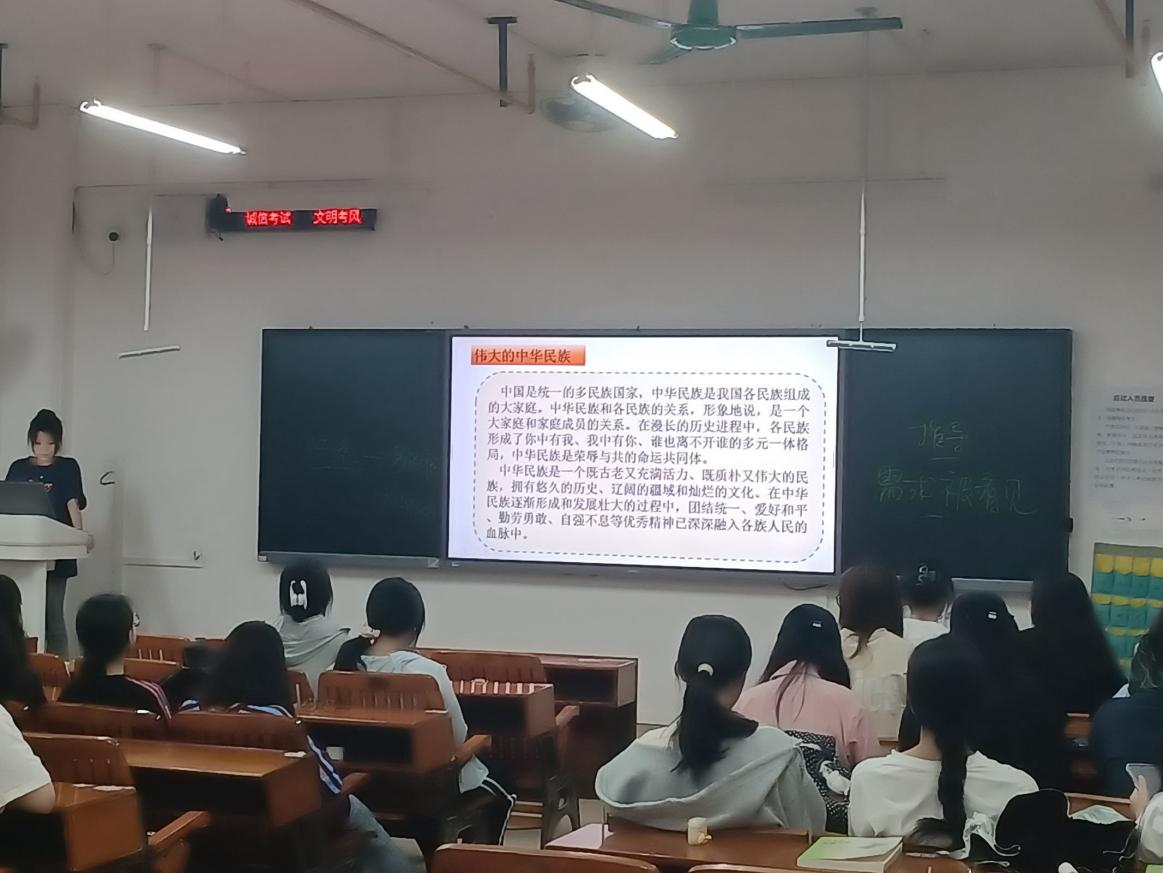 诚信考试 文明考风
伟大的中华民族
中国是统一的多民族国家，中华民族是我国各民族组成
的大家庭。中华民族和各民族的关系，形象地说，是一个
大家庭和家庭成员的关系。在漫长的历史进程中，各民族
形成了你中有我、我中有你、谁也离不开谁的多元一体格
局，中华民族是荣辱与共的命运共同体。
中华民族是一个既古老又充满活力、既质朴又伟大的民
族，拥有悠久的历史、辽阔的疆域和灿烂的文化。在中华
民族逐渐形成和发展壮大的过程中，团结统一、爱好和平
、勤劳勇敢、自强不息等优秀精神已深深融入各族人民的
血脉中。
需求 被看见